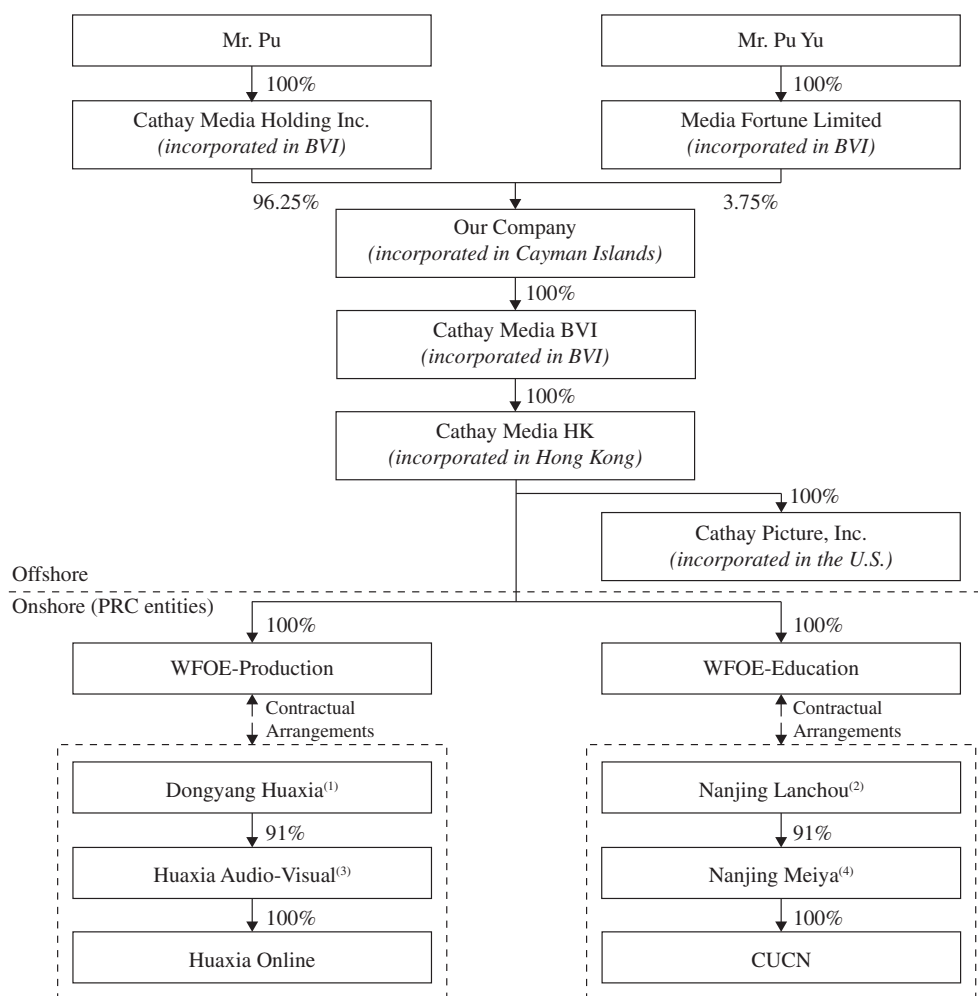 Mr. Pu
Mr. Pu Yu
100%
100%
Cathay Media Holding Inc.
(incorporated in BVI)
Media Fortune Limited
(incorporated in BVI)
96.25%
3.75%
Our Company
(incorporated in Cayman Islands)
100%
Cathay Media BVI
(incorporated in BVI)
100%
Cathay Media HK
(incorporated in Hong Kong)
100%
Cathay Picture, Inc.
(incorporated in the U.S.)
Offshore
Onshore (PRC entities)
100%
100%
WFOE-Production
WFOE-Education
Contractual
Arrangements
Contractual
Arrangements
Dongyang Huaxia(1)
Nanjing Lanchou(2)
91%
91%
Huaxia Audio-Visual(3)
Nanjing Meiya(4)
100%
100%
Huaxia Online
CUCN